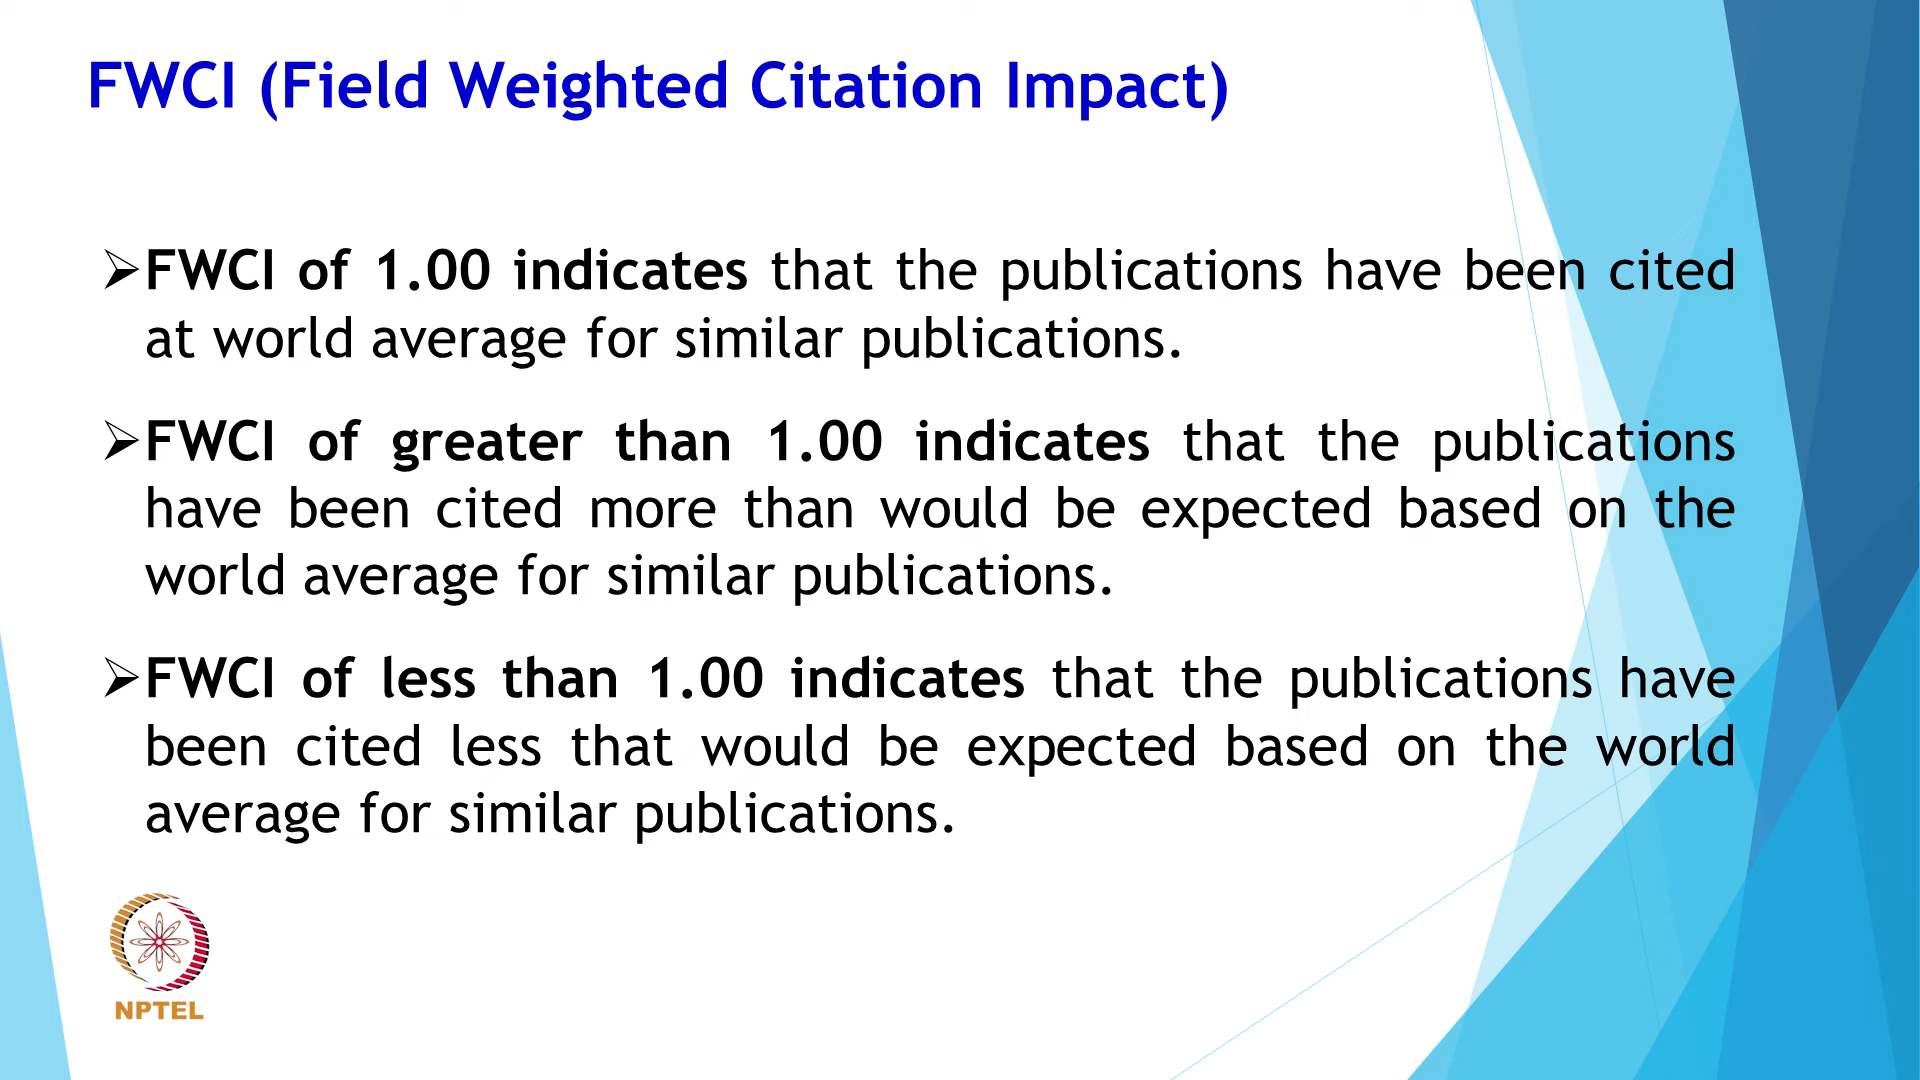 FWCI (Field Weighted Citation Impact)
➢FWCI of 1.00 indicates that the publications have been cited
at world average for similar publications.
➢FWCI of greater than 1.00 indicates that the publications
have been cited more than would be expected based on the
world average for similar publications.
➢FWCI of less than 1.00 indicates that the publications have
been cited less that would be expected based on the world
average for similar publications.
NPTEL